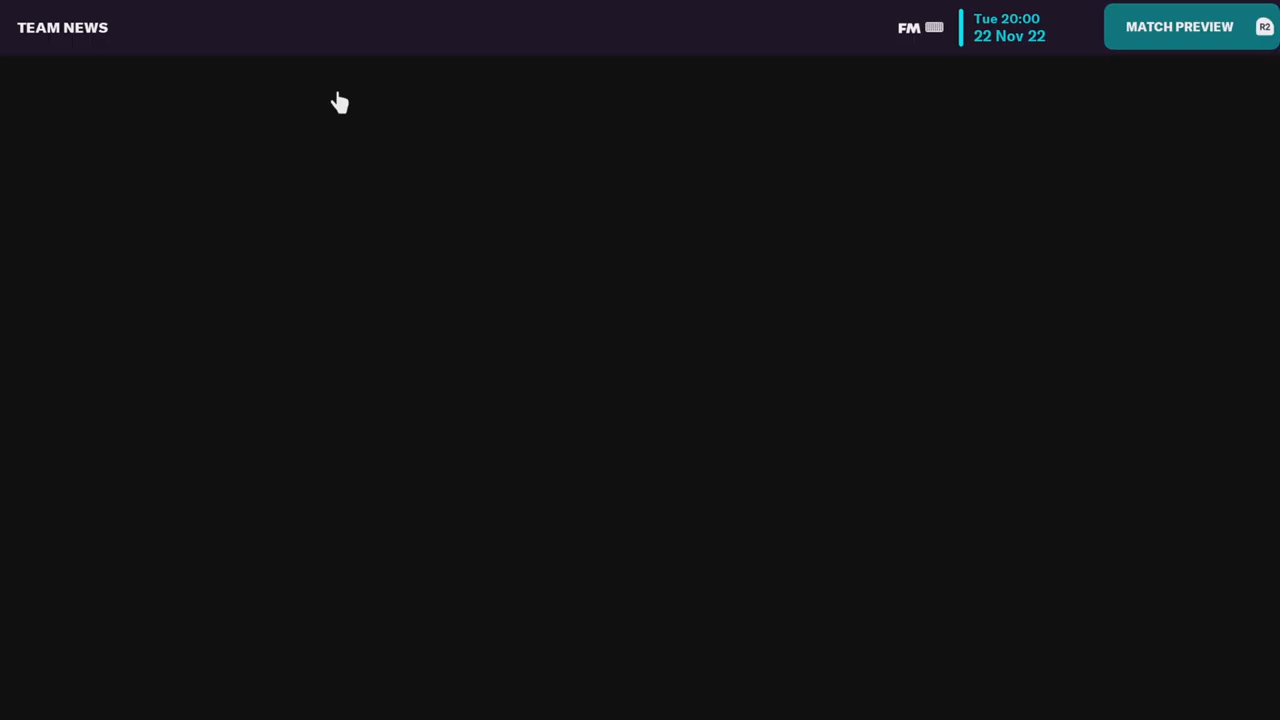 TEAM NEWS
FM
Tue 20:00
22 Nov 22
MATCH PREVIEW
R2